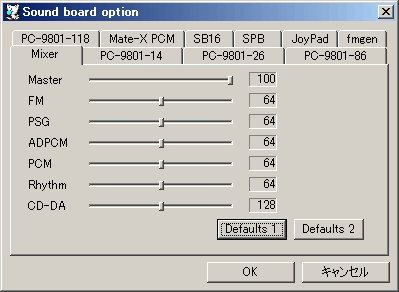 Sound board option
PC-9801-118 Mate-X PCM SB16 SPB JoyPad fmgen
Mixer PC-9801-14 PC-9801-26 PC-9801-86
Master 100
FM 64
PSG 64
ADPCM 64
PCM 64
Rhythm 64
CD-DA 128
Defaults 1 Defaults 2
OK キャンセル